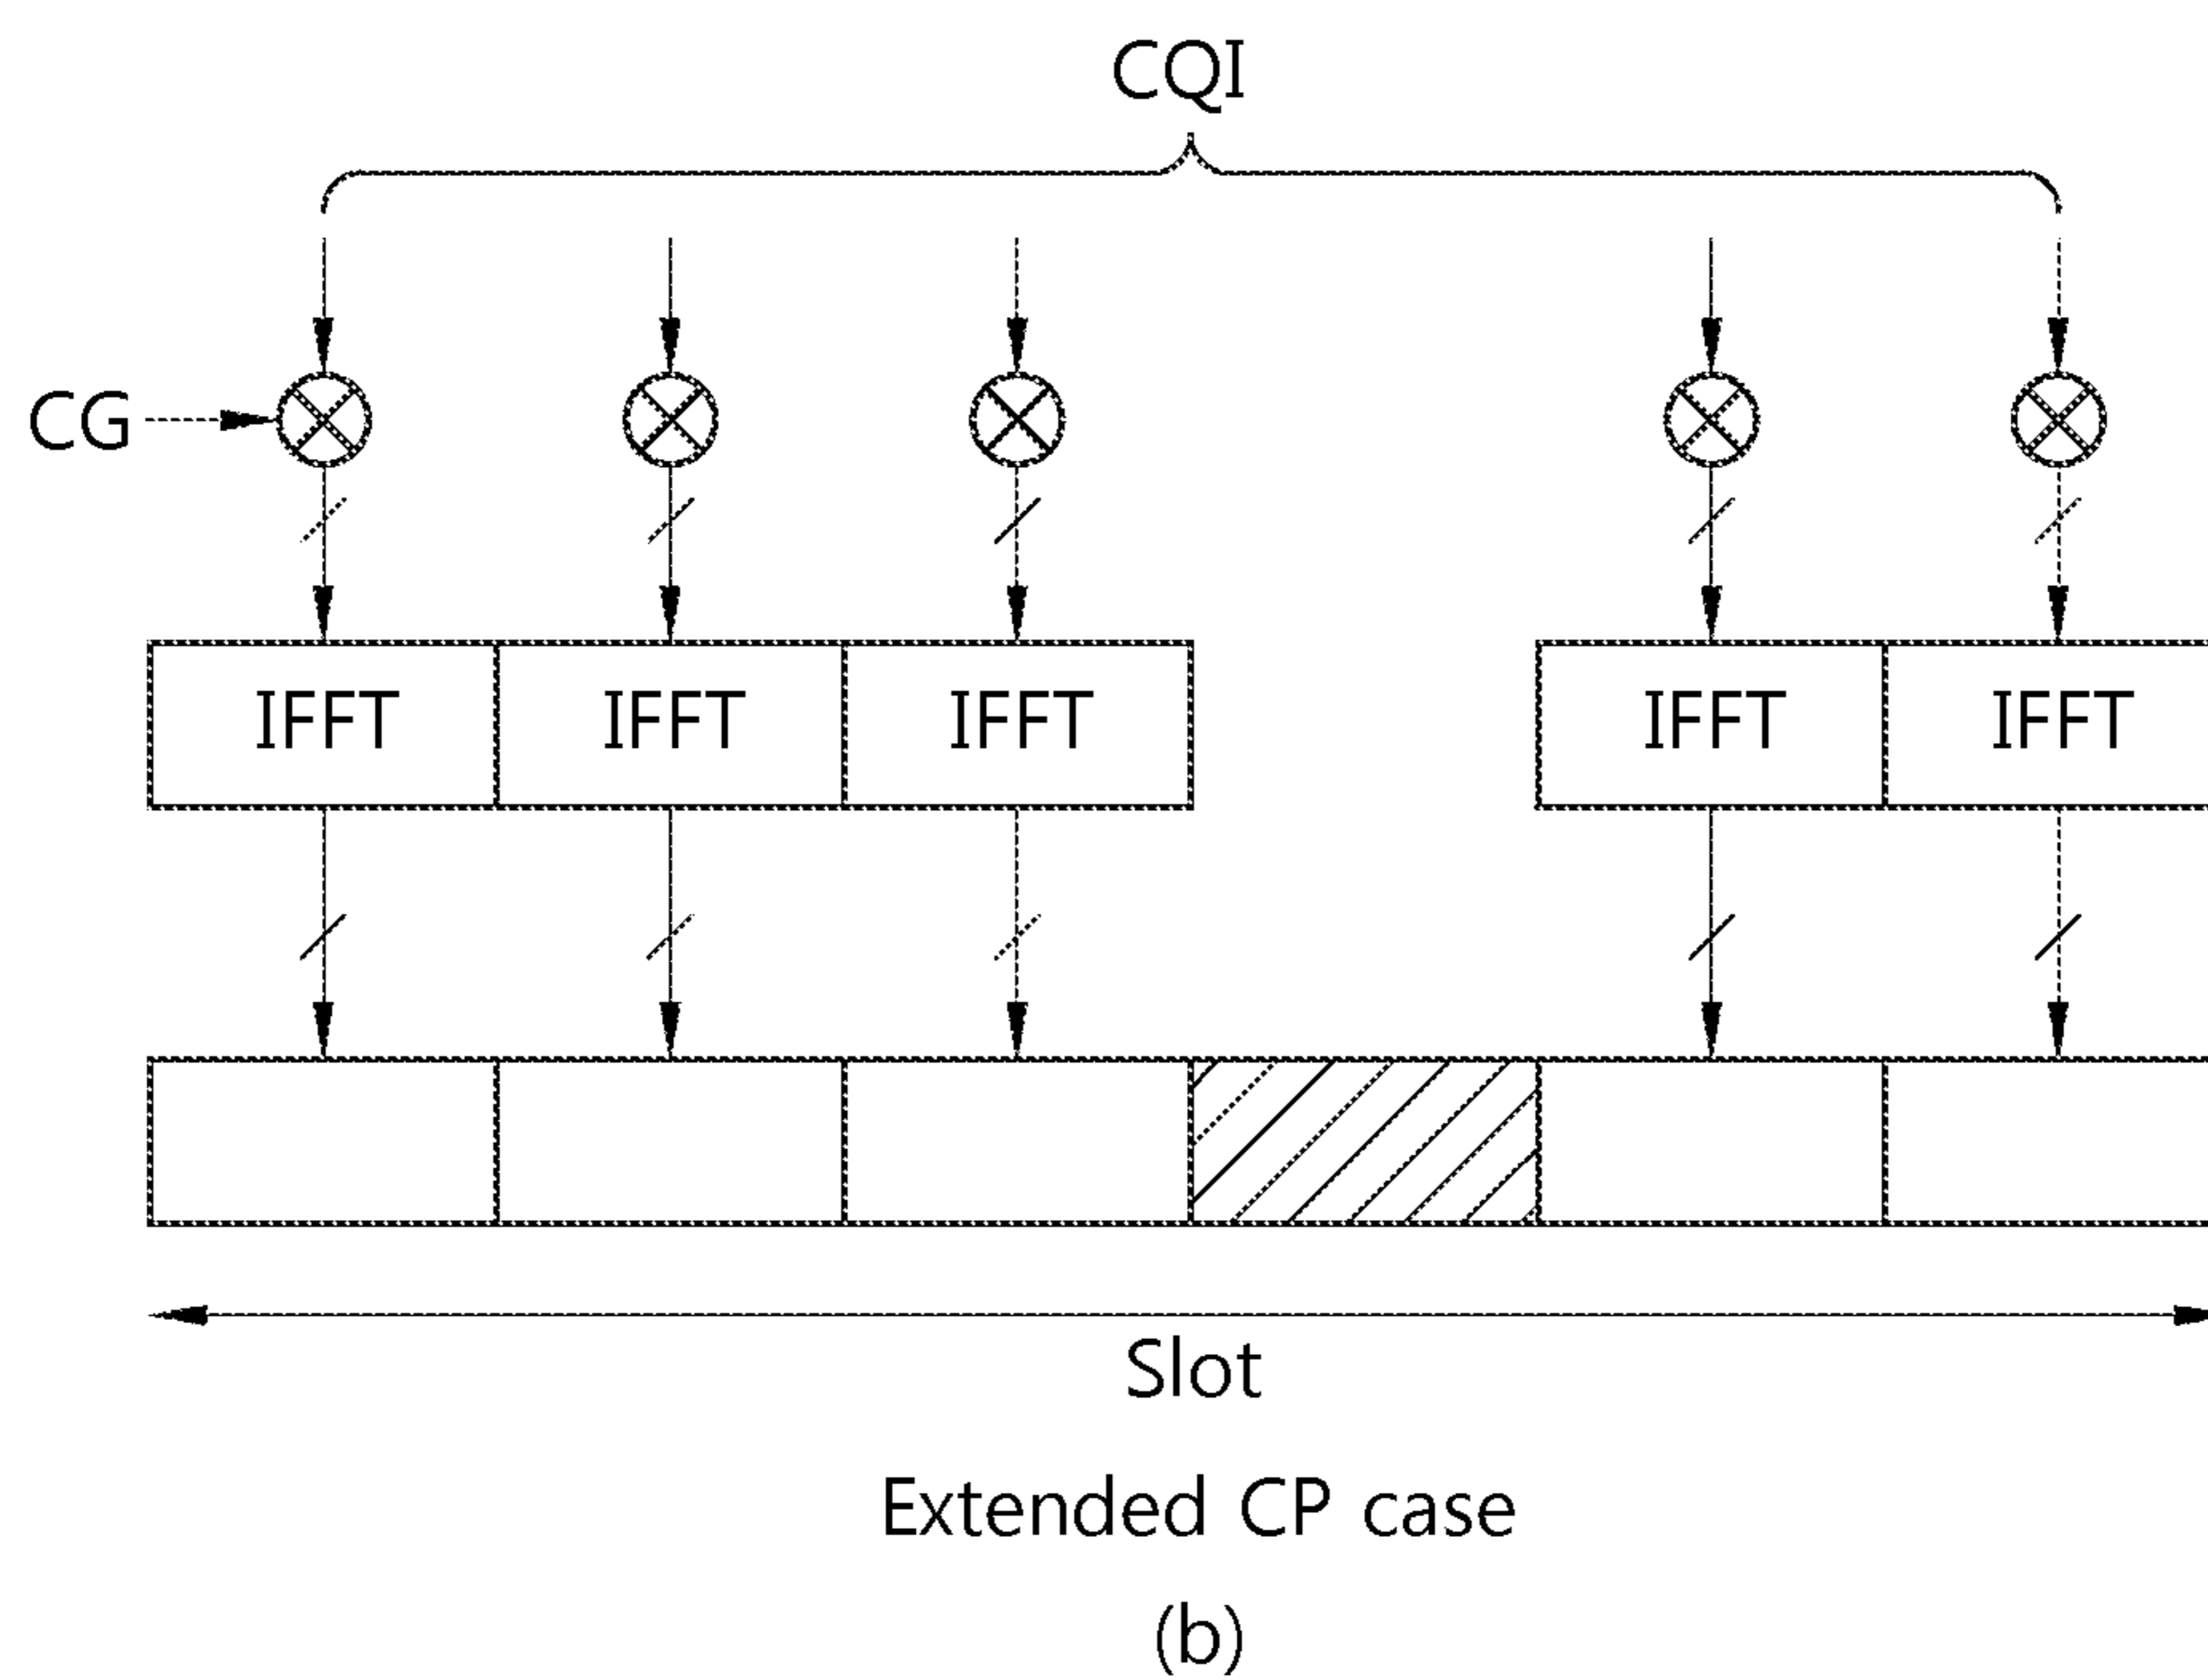 CQI
CG
IFFT IFFT IFFT IFFT IFFT
Slot
Extended CP case
(b)